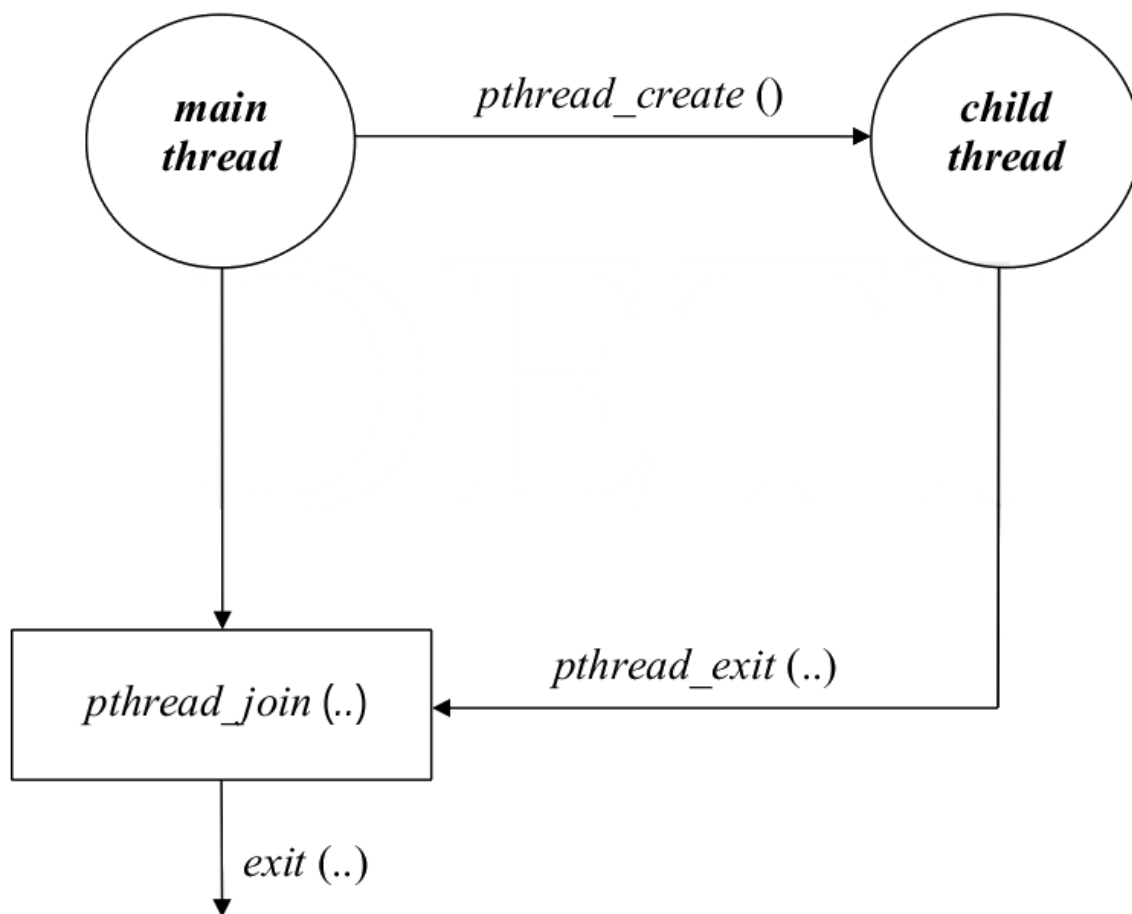 main
thread
pthread_create ()
child
thread
pthread_exit (..)
pthread_join (..)
exit (..)